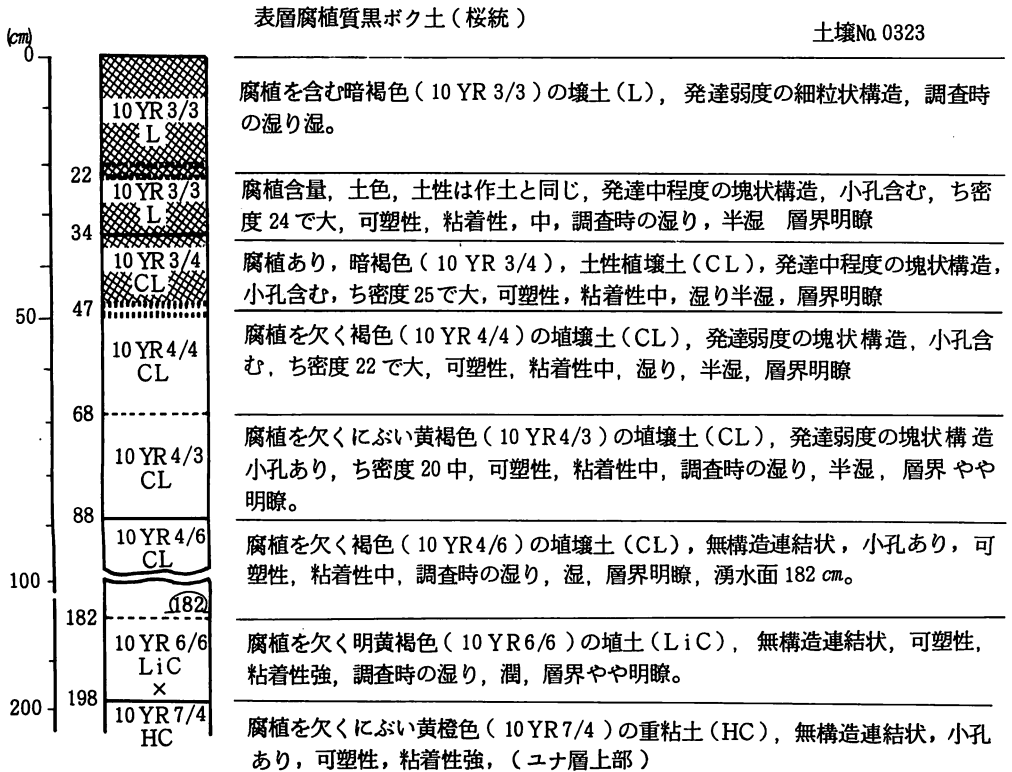 表層腐植質黒ボク土(桜統)
土壌No.0323
(cm)
0
50
100
200
22
34
47
68
88
182
198
10 YR 3/3
L
10 YR 3/3
L
10 YR 3/4
CL
10 YR 4/4
CL
10 YR 4/3
CL
10 YR 4/6
CL
182
10 YR 6/6
LiC
×
10 YR 7/4
HC
腐植を含む暗褐色(10 YR 3/3)の壌土(L),発達弱度の細粒状構造,調査時
の湿り湿。
腐植含量,土色,土性は作土と同じ,発達中程度の塊状構造,小孔含む,ち密
度24で大,可塑性,粘着性,中,調査時の湿り,半湿 層界明瞭
腐植あり,暗褐色(10 YR 3/4),土性植壌土(CL),発達中程度の塊状構造,
小孔含む,ち密度25で大,可塑性,粘着性中,湿り半湿,層界明瞭
腐植を欠く褐色(10 YR 4/4)の埴壌土(CL),発達弱度の塊状構造,小孔含
む,ち密度22で大,可塑性,粘着性中,湿り,半湿,層界明瞭
腐植を欠くにぶい黄褐色(10 YR4/3)の埴壌土(CL),発達弱度の塊状構造
小孔あり,ち密度20中,可塑性,粘着性中,調査時の湿り,半湿,層界やや
明瞭。
腐植を欠く褐色(10 YR4/6)の埴壌土(CL),無構造連結状,小孔あり,可
塑性,粘着性中,調査時の湿り,湿,層界明瞭,湧水面182cm。
腐植を欠く明黄褐色(10YR6/6)の埴土(LiC),無構造連結状,可塑性,
粘着性強,調査時の湿り,潤,層界やや明瞭。
腐植を欠くにぶい黄橙色(10YR7/4)の重粘土(HC),無構造連結状,小孔
あり,可塑性,粘着性強,(ユナ層上部)